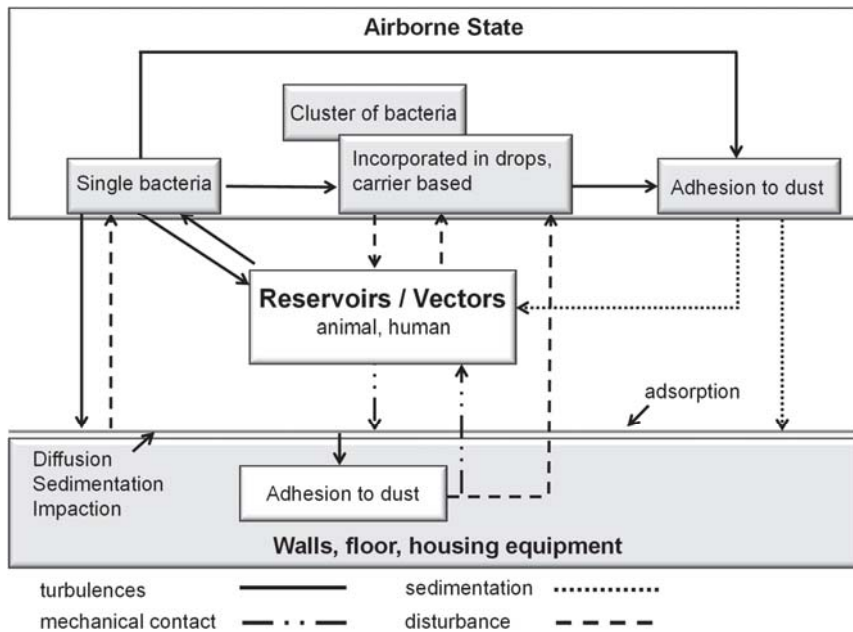 Airborne State
Cluster of bacteria
Incorporated in drops,
carrier based
Single bacteria
Adhesion to dust
Reservoirs / Vectors
animal, human
adsorption
Diffusion
Sedimentation
Impaction
Adhesion to dust
Walls, floor, housing equipment
turbulences
sedimentation
mechanical contact
disturbance